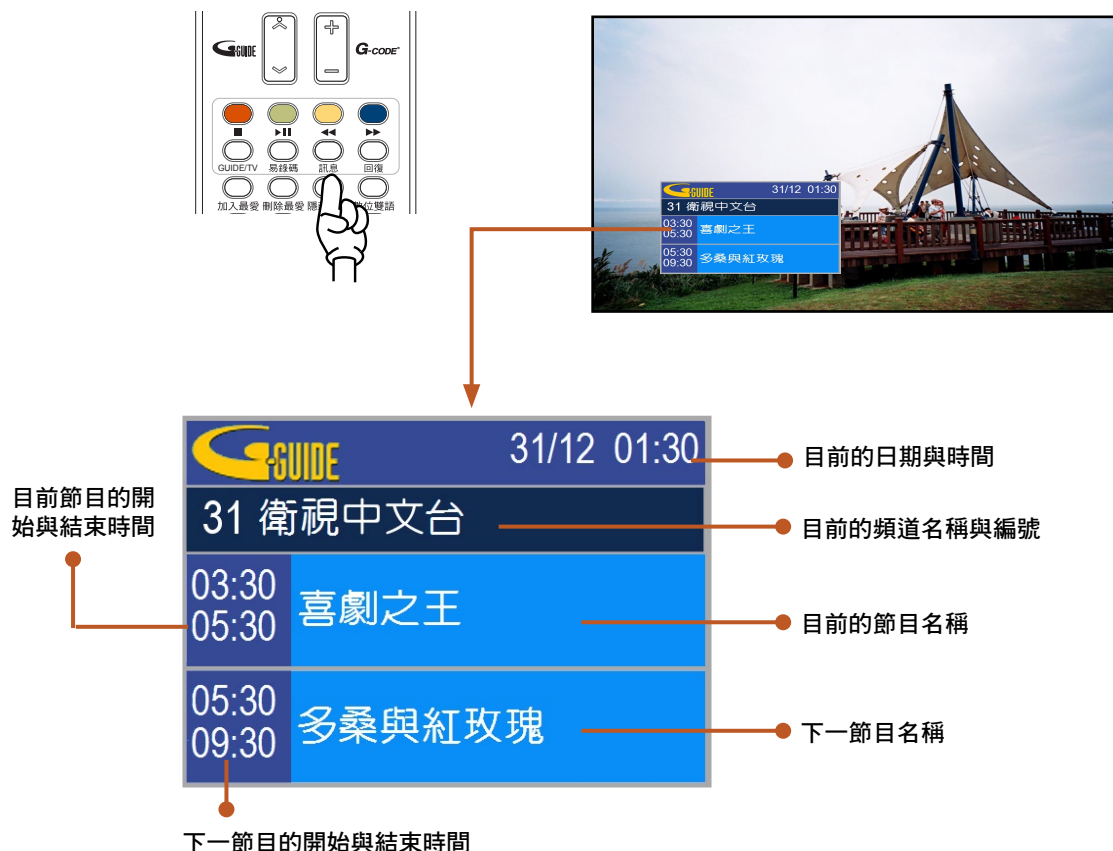 G-GUIDE
G-CODE
GUIDE/TV 易錄碼 訊息 回復
加入最愛 刪除最愛 隱 位雙語
G-GUIDE 31/12 01:30
31 衛視中文台
03:30
05:30
喜劇之王
05:30
09:30
多桑與紅玫瑰
G-GUIDE 31/12 01:30
目前的日期與時間
目前節目的開
始與結束時間
31 衛視中文台
目前的頻道名稱與編號
03:30
05:30
喜劇之王
目前的節目名稱
05:30
09:30
多桑與紅玫瑰
下一節目名稱
下一節目的開始與結束時間